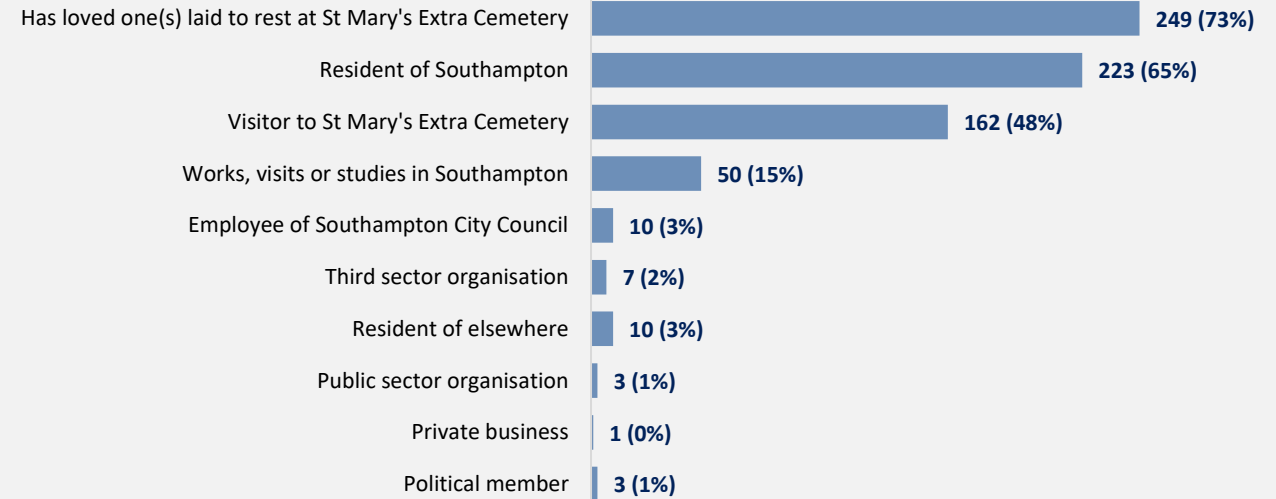 Has loved one(s) laid to rest at St Mary's Extra Cemetery 249 (73%)
Resident of Southampton 223 (65%)
Visitor to St Mary's Extra Cemetery 162 (48%)
Works, visits or studies in Southampton 50 (15%)
Employee of Southampton City Council 10 (3%)
Third sector organisation 7 (2%)
Resident of elsewhere 10 (3%)
Public sector organisation 3 (1%)
Private business 1 (0%)
Political member 3 (1%)